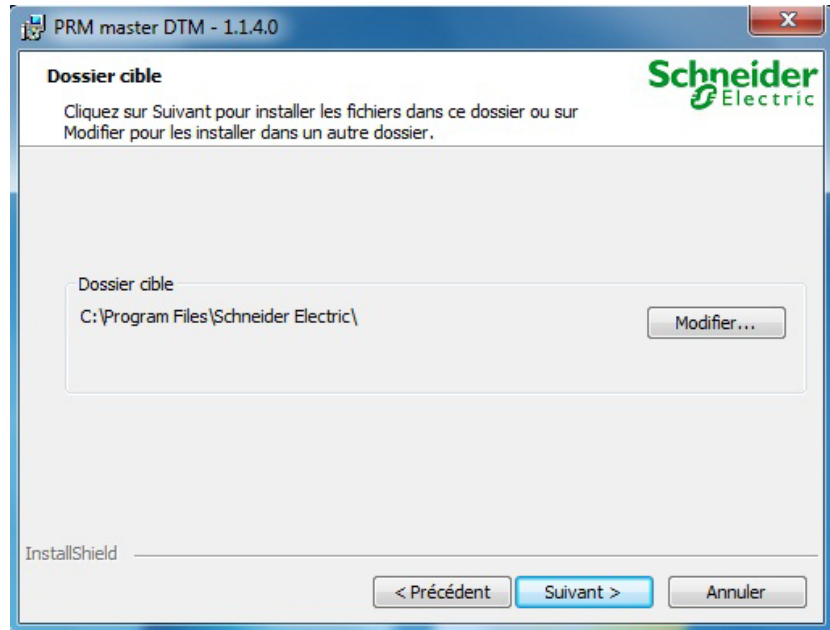 PRM master DTM - 1.1.4.0
Dossier cible
Schneider
Electric
Cliquez sur Suivant pour installer les fichiers dans ce dossier ou sur
Modifier pour les installer dans un autre dossier.
Dossier cible
C:\Program Files\Schneider Electric\
Modifier...
InstallShield
< Précédent
Suivant >
Annuler